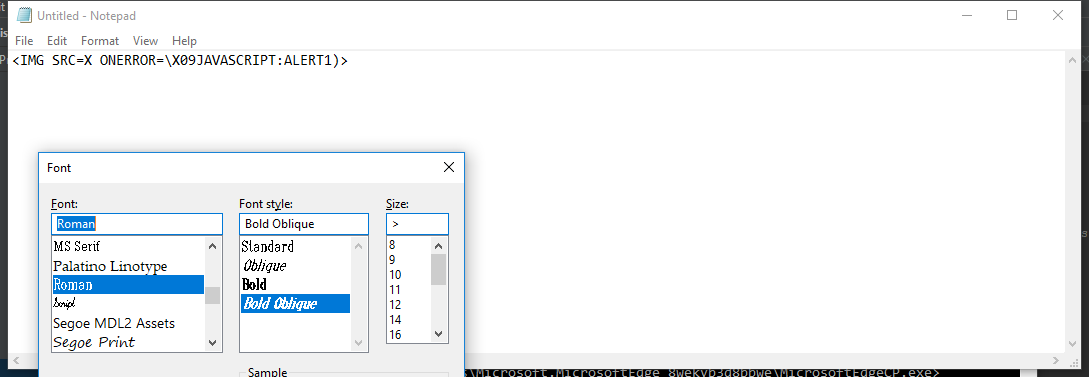 Untitled - Notepad
File Edit Format View Help
<IMG SRC=X ONERROR=\X09JAVASCRIPT:ALERT1)>
Font
Font: Font style: Size:
Roman Bold Oblique >
MS Serif Standard 8
Palatino Linotype Oblique 9
Roman Bold 10
Script Bold Oblique 11
Segoe MDL2 Assets 12
Segoe Print 14
16
Sample
\Microsoft.MicrosoftEdge_8wekyb3d8bbwe\MicrosoftEdgeCP.exe>